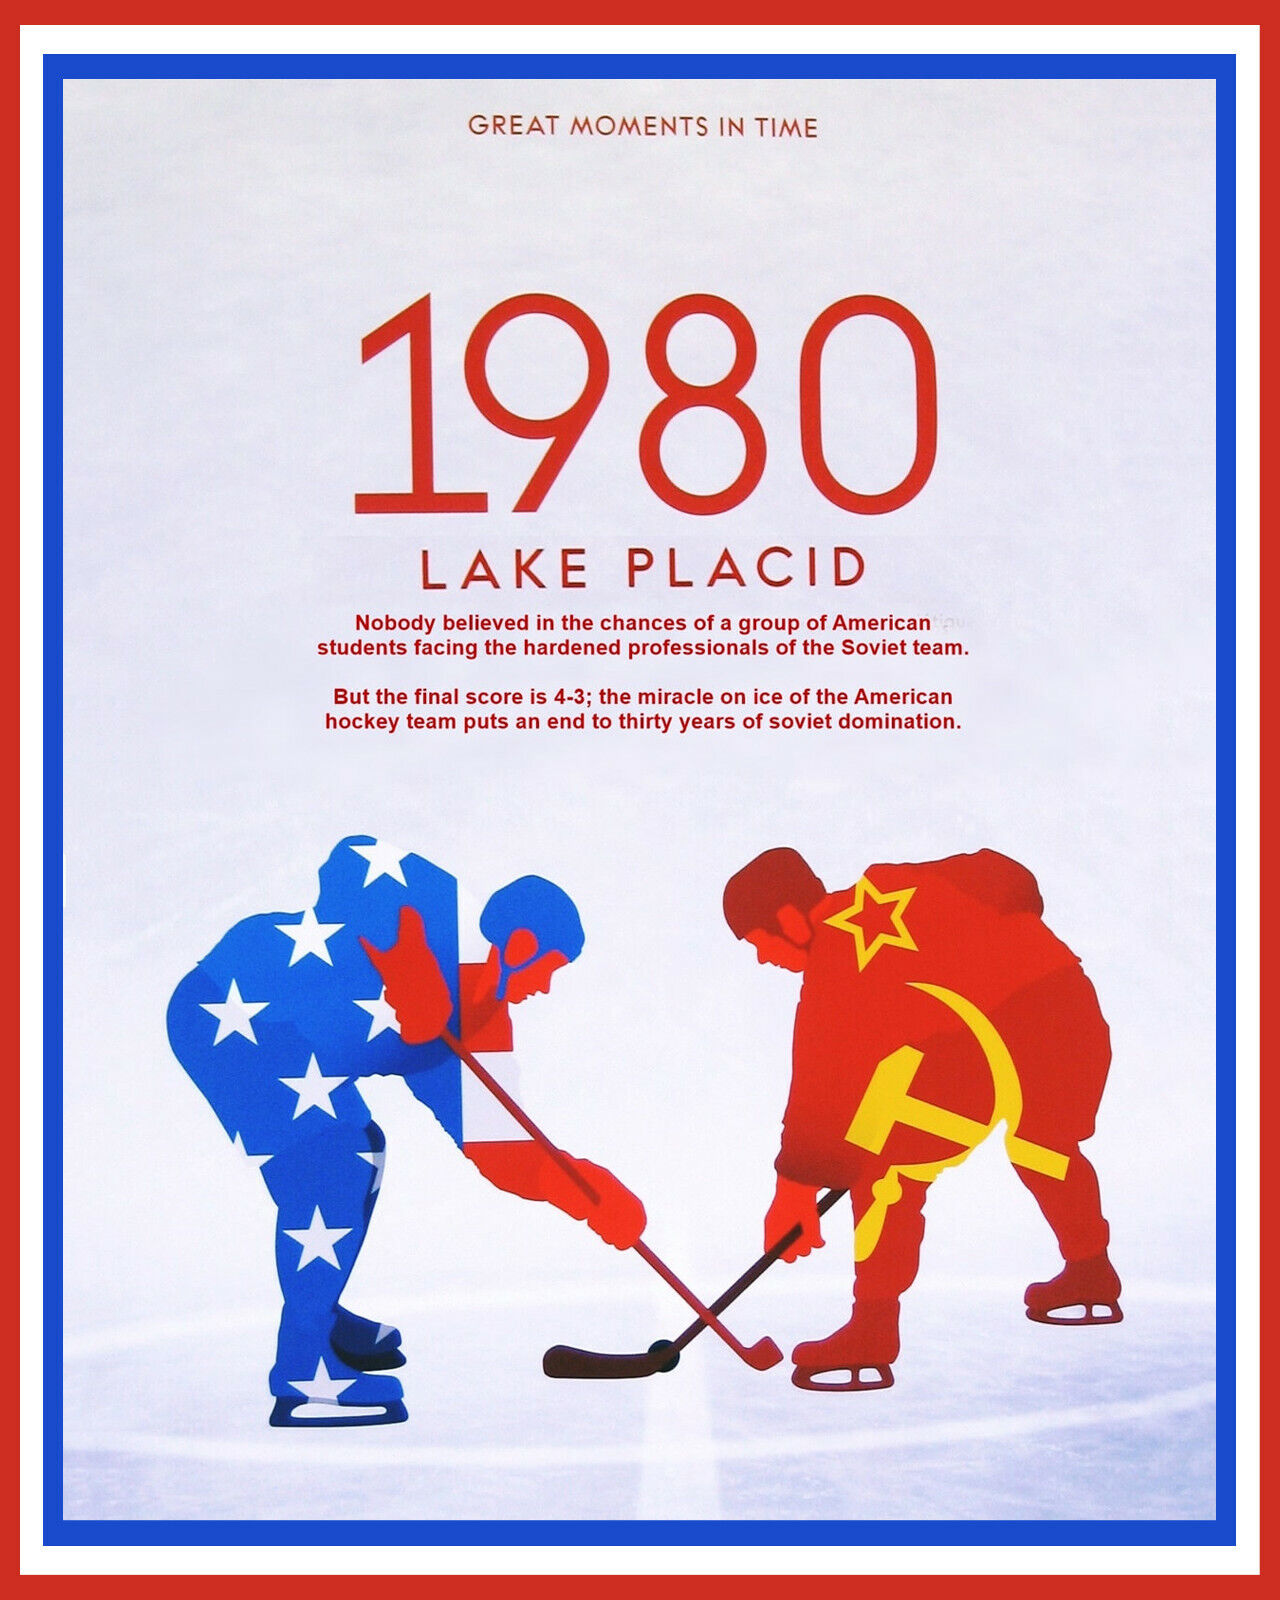 GREAT MOMENTS IN TIME
1980
LAKE PLACID
Nobody believed in the chances of a group of American
students facing the hardened professionals of the Soviet team.
But the final score is 4-3; the miracle on ice of the American
hockey team puts an end to thirty years of soviet domination.